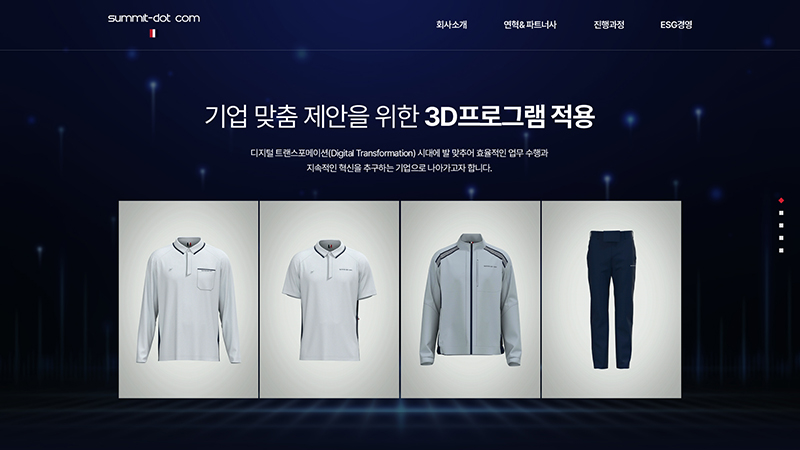 summit-dot com
회사소개 연혁& 파트너사 진행과정 ESG경영
기업 맞춤 제안을 위한 3D프로그램 적용
디지털 트랜스포메이션(Digital Transformation) 시대에 발 맞추어 효율적인 업무 수행과
지속적인 혁신을 추구하는 기업으로 나아가고자 합니다.